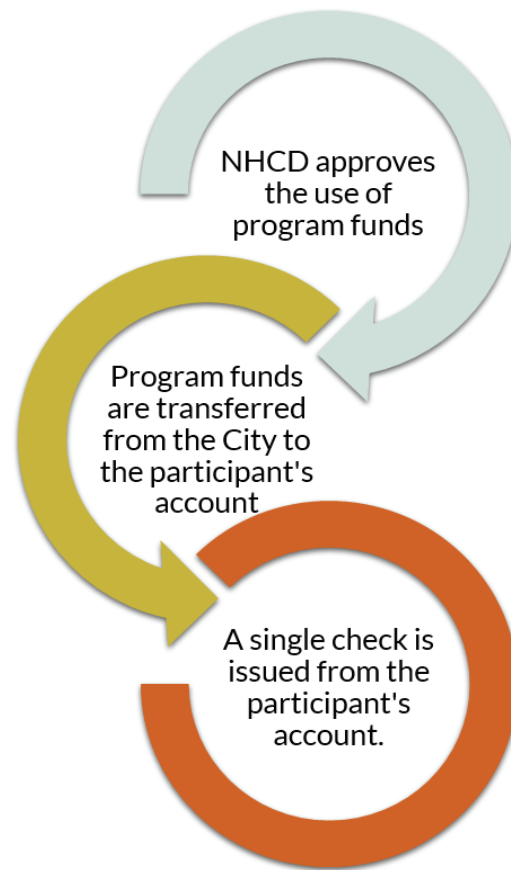 NHCD approves
the use of
program funds
Program funds
are transferred
from the City to
the participant's
account
A single check is
issued from the
participant's
account.